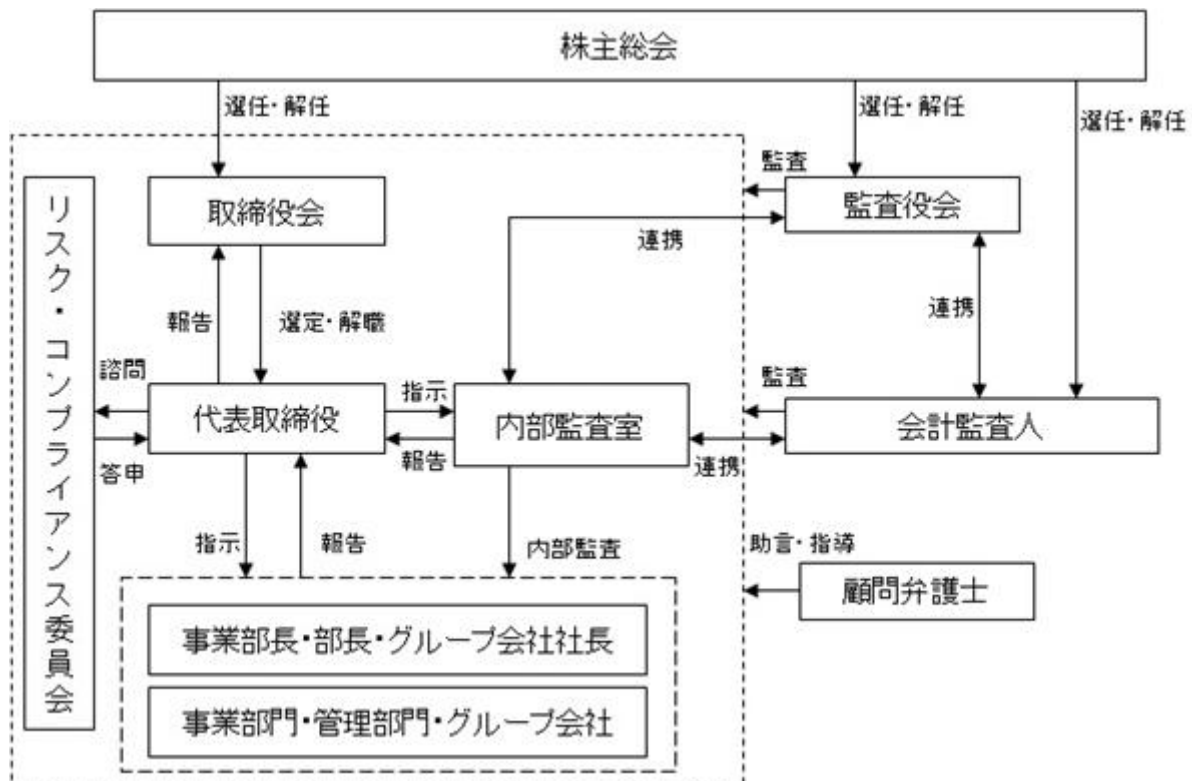 株主総会
選任・解任
選任・解任
選任・解任
監査
取締役会
監査役会
連携
報告
選定・解職
連携
諮問
指示
監査
代表取締役
内部監査室
会計監査人
報告
連携
答申
リスク・コンプライアンス委員会
指示
報告
内部監査
助言・指導
顧問弁護士
事業部長・部長・グループ会社社長
事業部門・管理部門・グループ会社